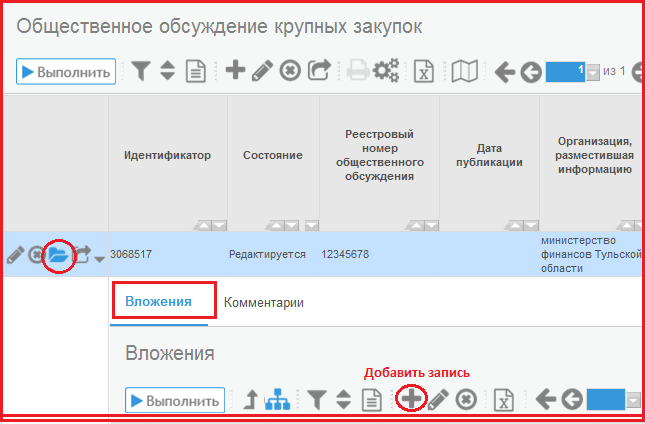 Общественное обсуждение крупных закупок
Выполнить
1 из 1
Идентификатор
Состояние
Реестровый
номер
общественного
обсуждения
Дата
публикации
Организация,
разместившая
информацию
3068517
Редактируется
12345678
министерство
финансов Тульской
области
Вложения
Комментарии
Вложения
Добавить запись
Выполнить